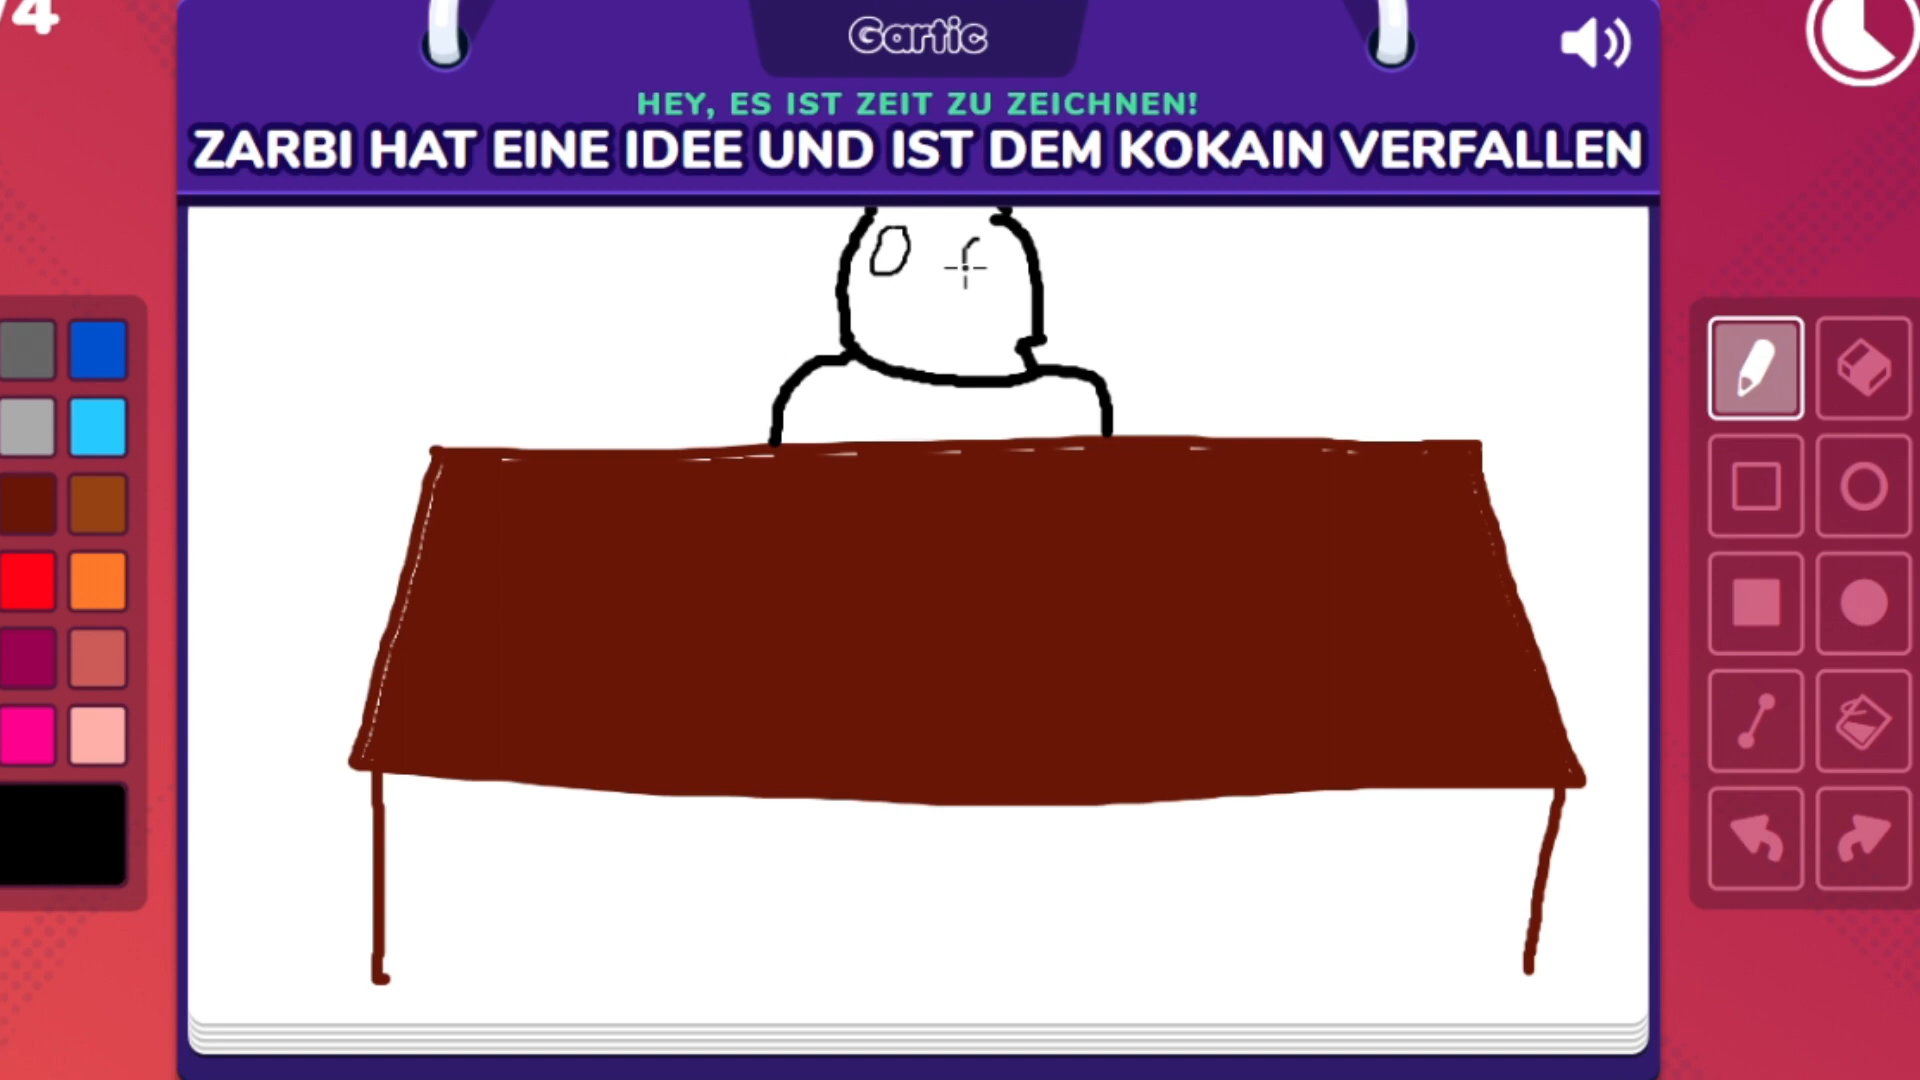 /4
Gartic
HEY, ES IST ZEIT ZU ZEICHNEN!
ZARBI HAT EINE IDEE UND IST DEM KOKAIN VERFALLEN